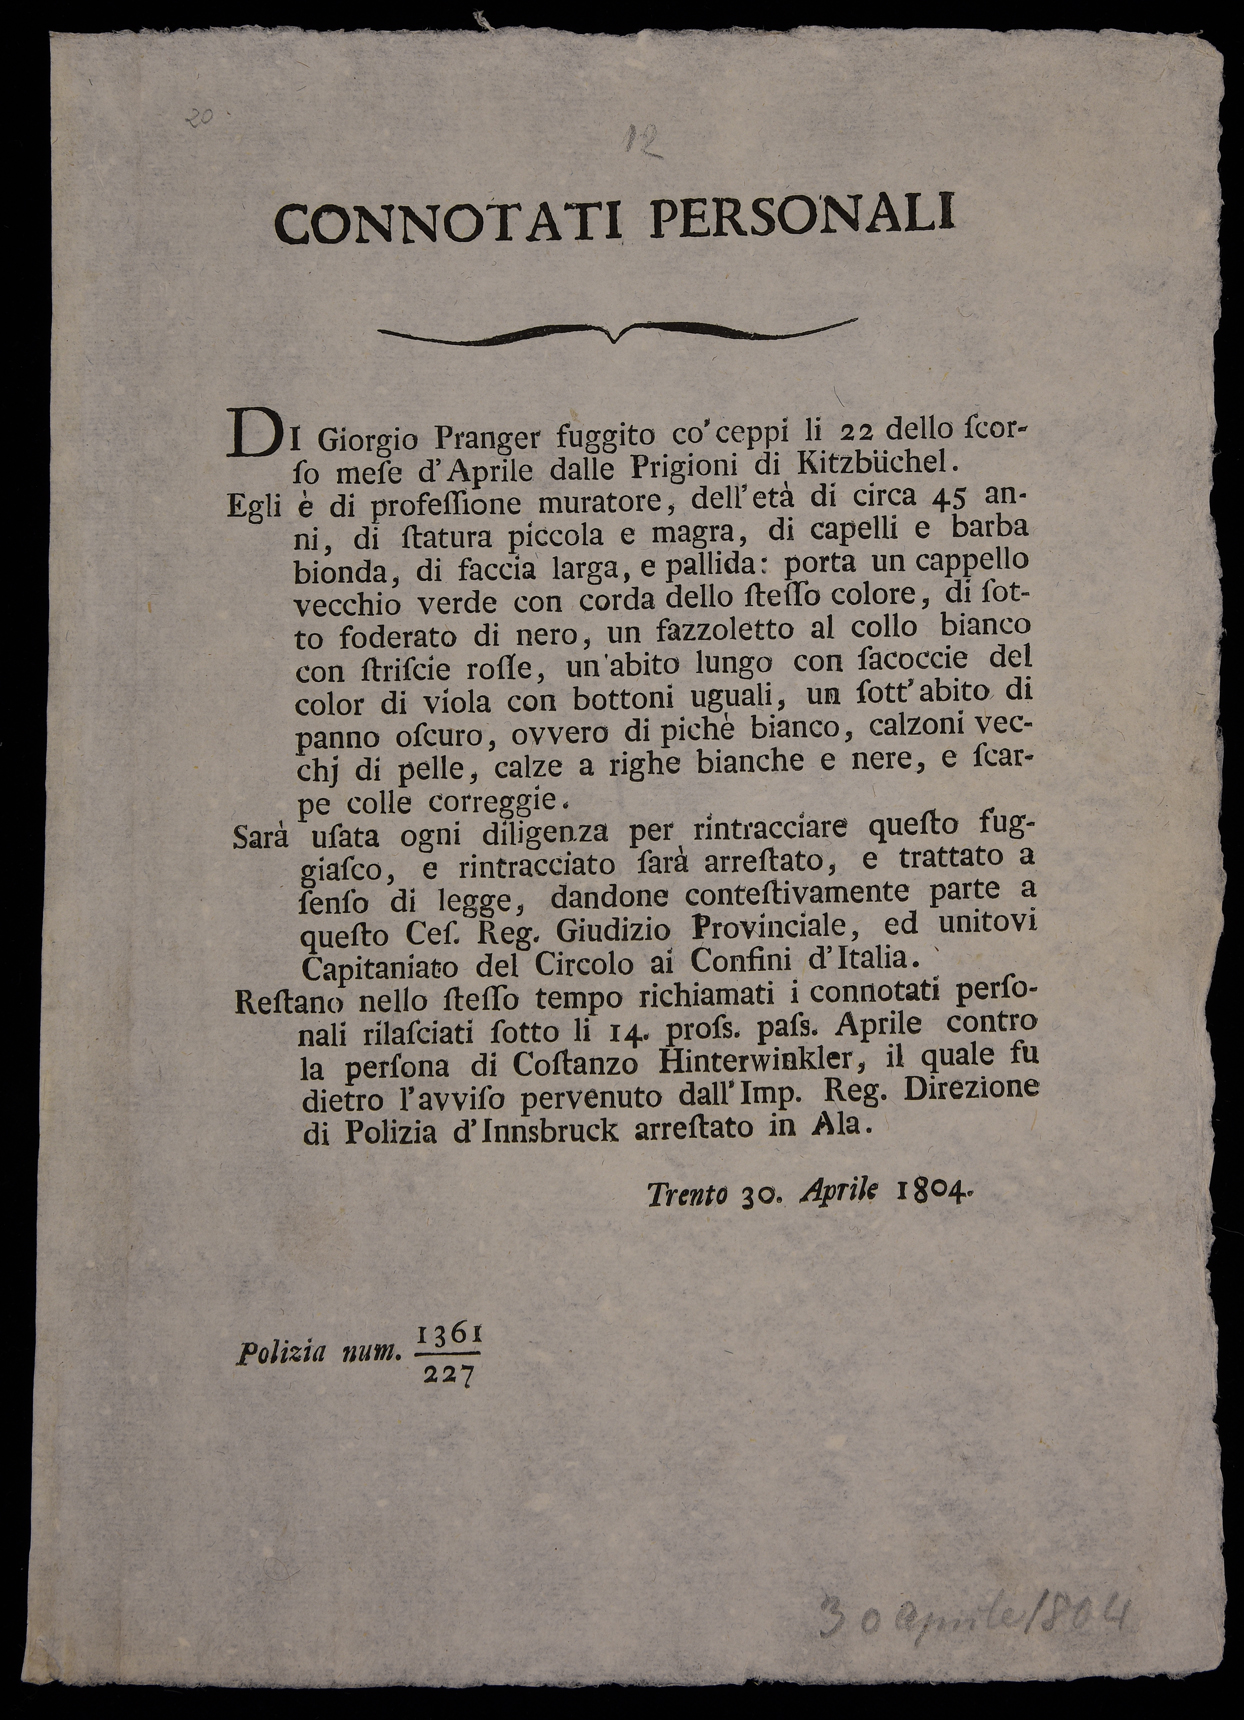 20.
12
CONNOTATI PERSONALI
DI Giorgio Pranger fuggito co' ceppi li 22 dello ſcor-
ſo meſe d'Aprile dalle Prigioni di Kitzbüchel.
Egli è di profeſſione muratore, dell'età di circa 45 an-
ni, di ſtatura piccola e magra, di capelli e barba
bionda, di faccia larga, e pallida: porta un cappello
vecchio verde con corda dello ſteſſo colore, di ſot-
to foderato di nero, un fazzoletto al collo bianco
con ſtriſcie roſſe, un'abito lungo con ſacoccie del
color di viola con bottoni uguali, un ſott'abito di
panno oſcuro, ovvero di pichè bianco, calzoni vec-
chj di pelle, calze a righe bianche e nere, e ſcar-
pe colle correggie.
Sarà uſata ogni diligenza per rintracciare queſto fug-
giaſco, e rintracciato ſarà arreſtato, e trattato a
ſenſo di legge, dandone conteſtivamente parte a
queſto Ceſ. Reg. Giudizio Provinciale, ed unitovi
Capitaniato del Circolo ai Confini d'Italia.
Reſtano nello ſteſſo tempo richiamati i connotati perſo-
nali rilaſciati ſotto li 14. proſs. paſs. Aprile contro
la perſona di Coſtanzo Hinterwinkler, il quale fu
dietro l'avviſo pervenuto dall'Imp. Reg. Direzione
di Polizia d'Innsbruck arreſtato in Ala.
Trento 30. Aprile 1804.
Polizia num. 1361
227
30 aprile 1804